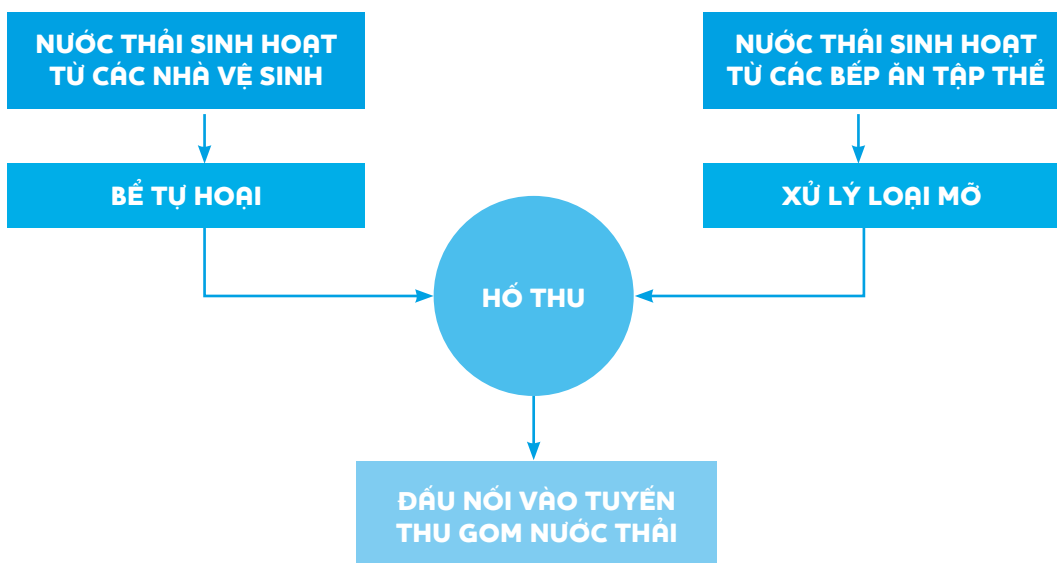 NƯỚC THẢI SINH HOẠT
TỪ CÁC NHÀ VỆ SINH
NƯỚC THẢI SINH HOẠT
TỪ CÁC BẾP ĂN TẬP THỂ
BỂ TỰ HOẠI
XỬ LÝ LOẠI MỠ
HỐ THU
ĐẤU NỐI VÀO TUYẾN
THU GOM NƯỚC THẢI